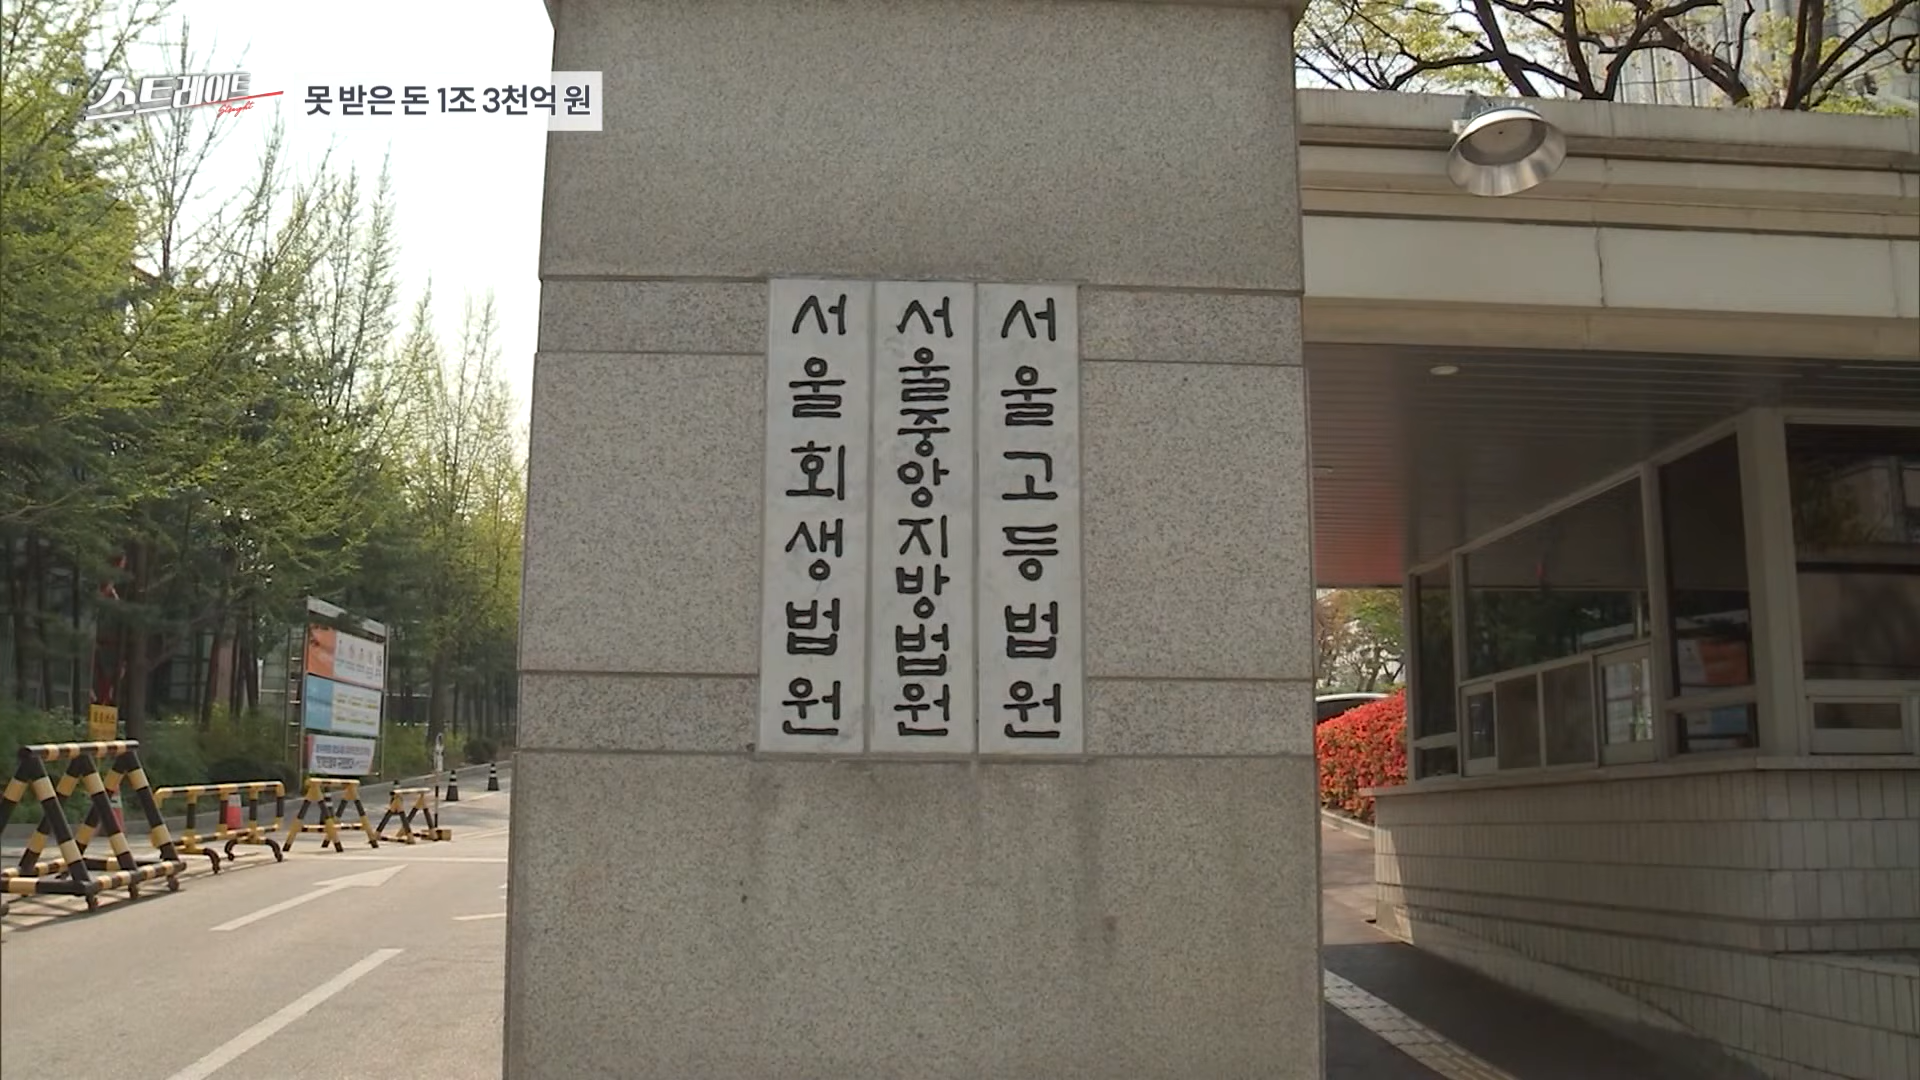 스트레이트
Straight
못 받은 돈 1조 3천억 원
서울회생법원
서울중앙지방법원
서울고등법원